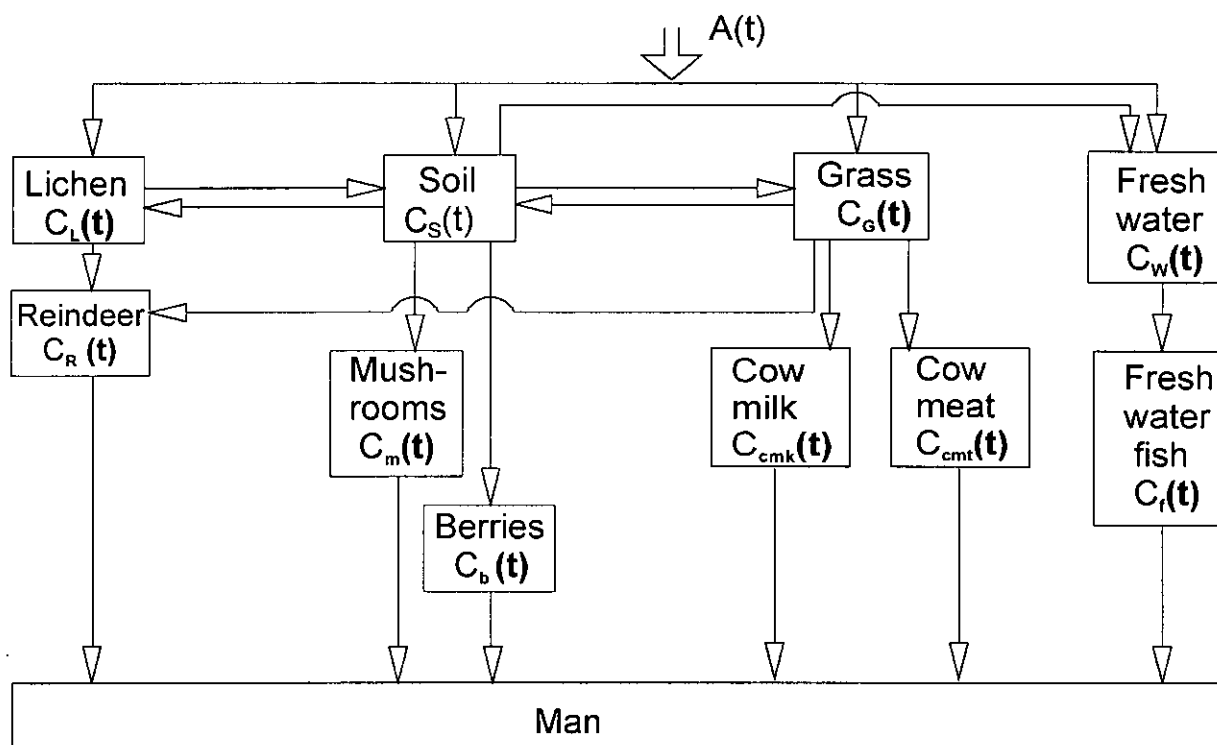 A(t)
Lichen
C_L(t)
Soil
C_S(t)
Grass
C_G(t)
Fresh
water
C_W(t)
Reindeer
C_R (t)
Mush-
rooms
C_m(t)
Cow
milk
C_cmk(t)
Cow
meat
C_cmt(t)
Fresh
water
fish
C_f(t)
Berries
C_b (t)
Man